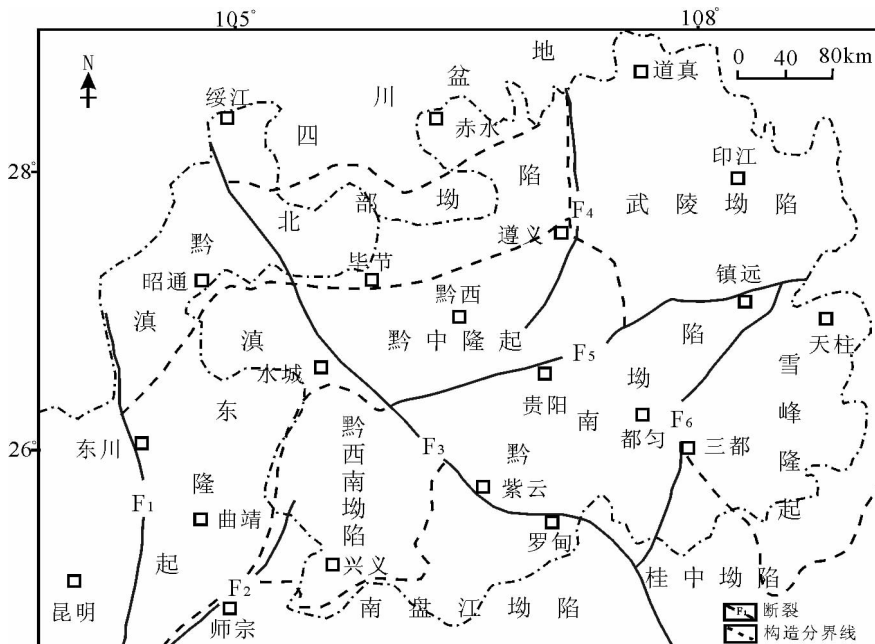 105°
108°
N
0 40 80km
28°
26°
四川盆地
绥江
赤水
道真
印江
滇黔北部坳陷
武陵坳陷
遵义
F4
昭通
毕节
黔西
镇远
黔中隆起
天柱
滇东隆起
水城
F5
贵阳
黔南坳陷
都匀
F6
三都
雪峰隆起
东川
黔西南坳陷
F3
紫云
F1
曲靖
罗甸
兴义
F2
昆明
师宗
南盘江坳陷
桂中坳陷
F1 断裂
构造分界线